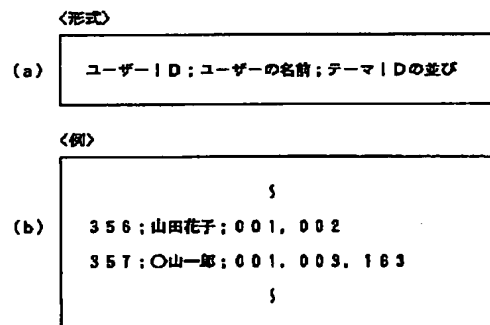 〈形式〉
(a) ユーザーID；ユーザーの名前；テーマIDの並び
〈例〉
(b)
356；山田花子；001，002
357；〇山一郎；001，003，163